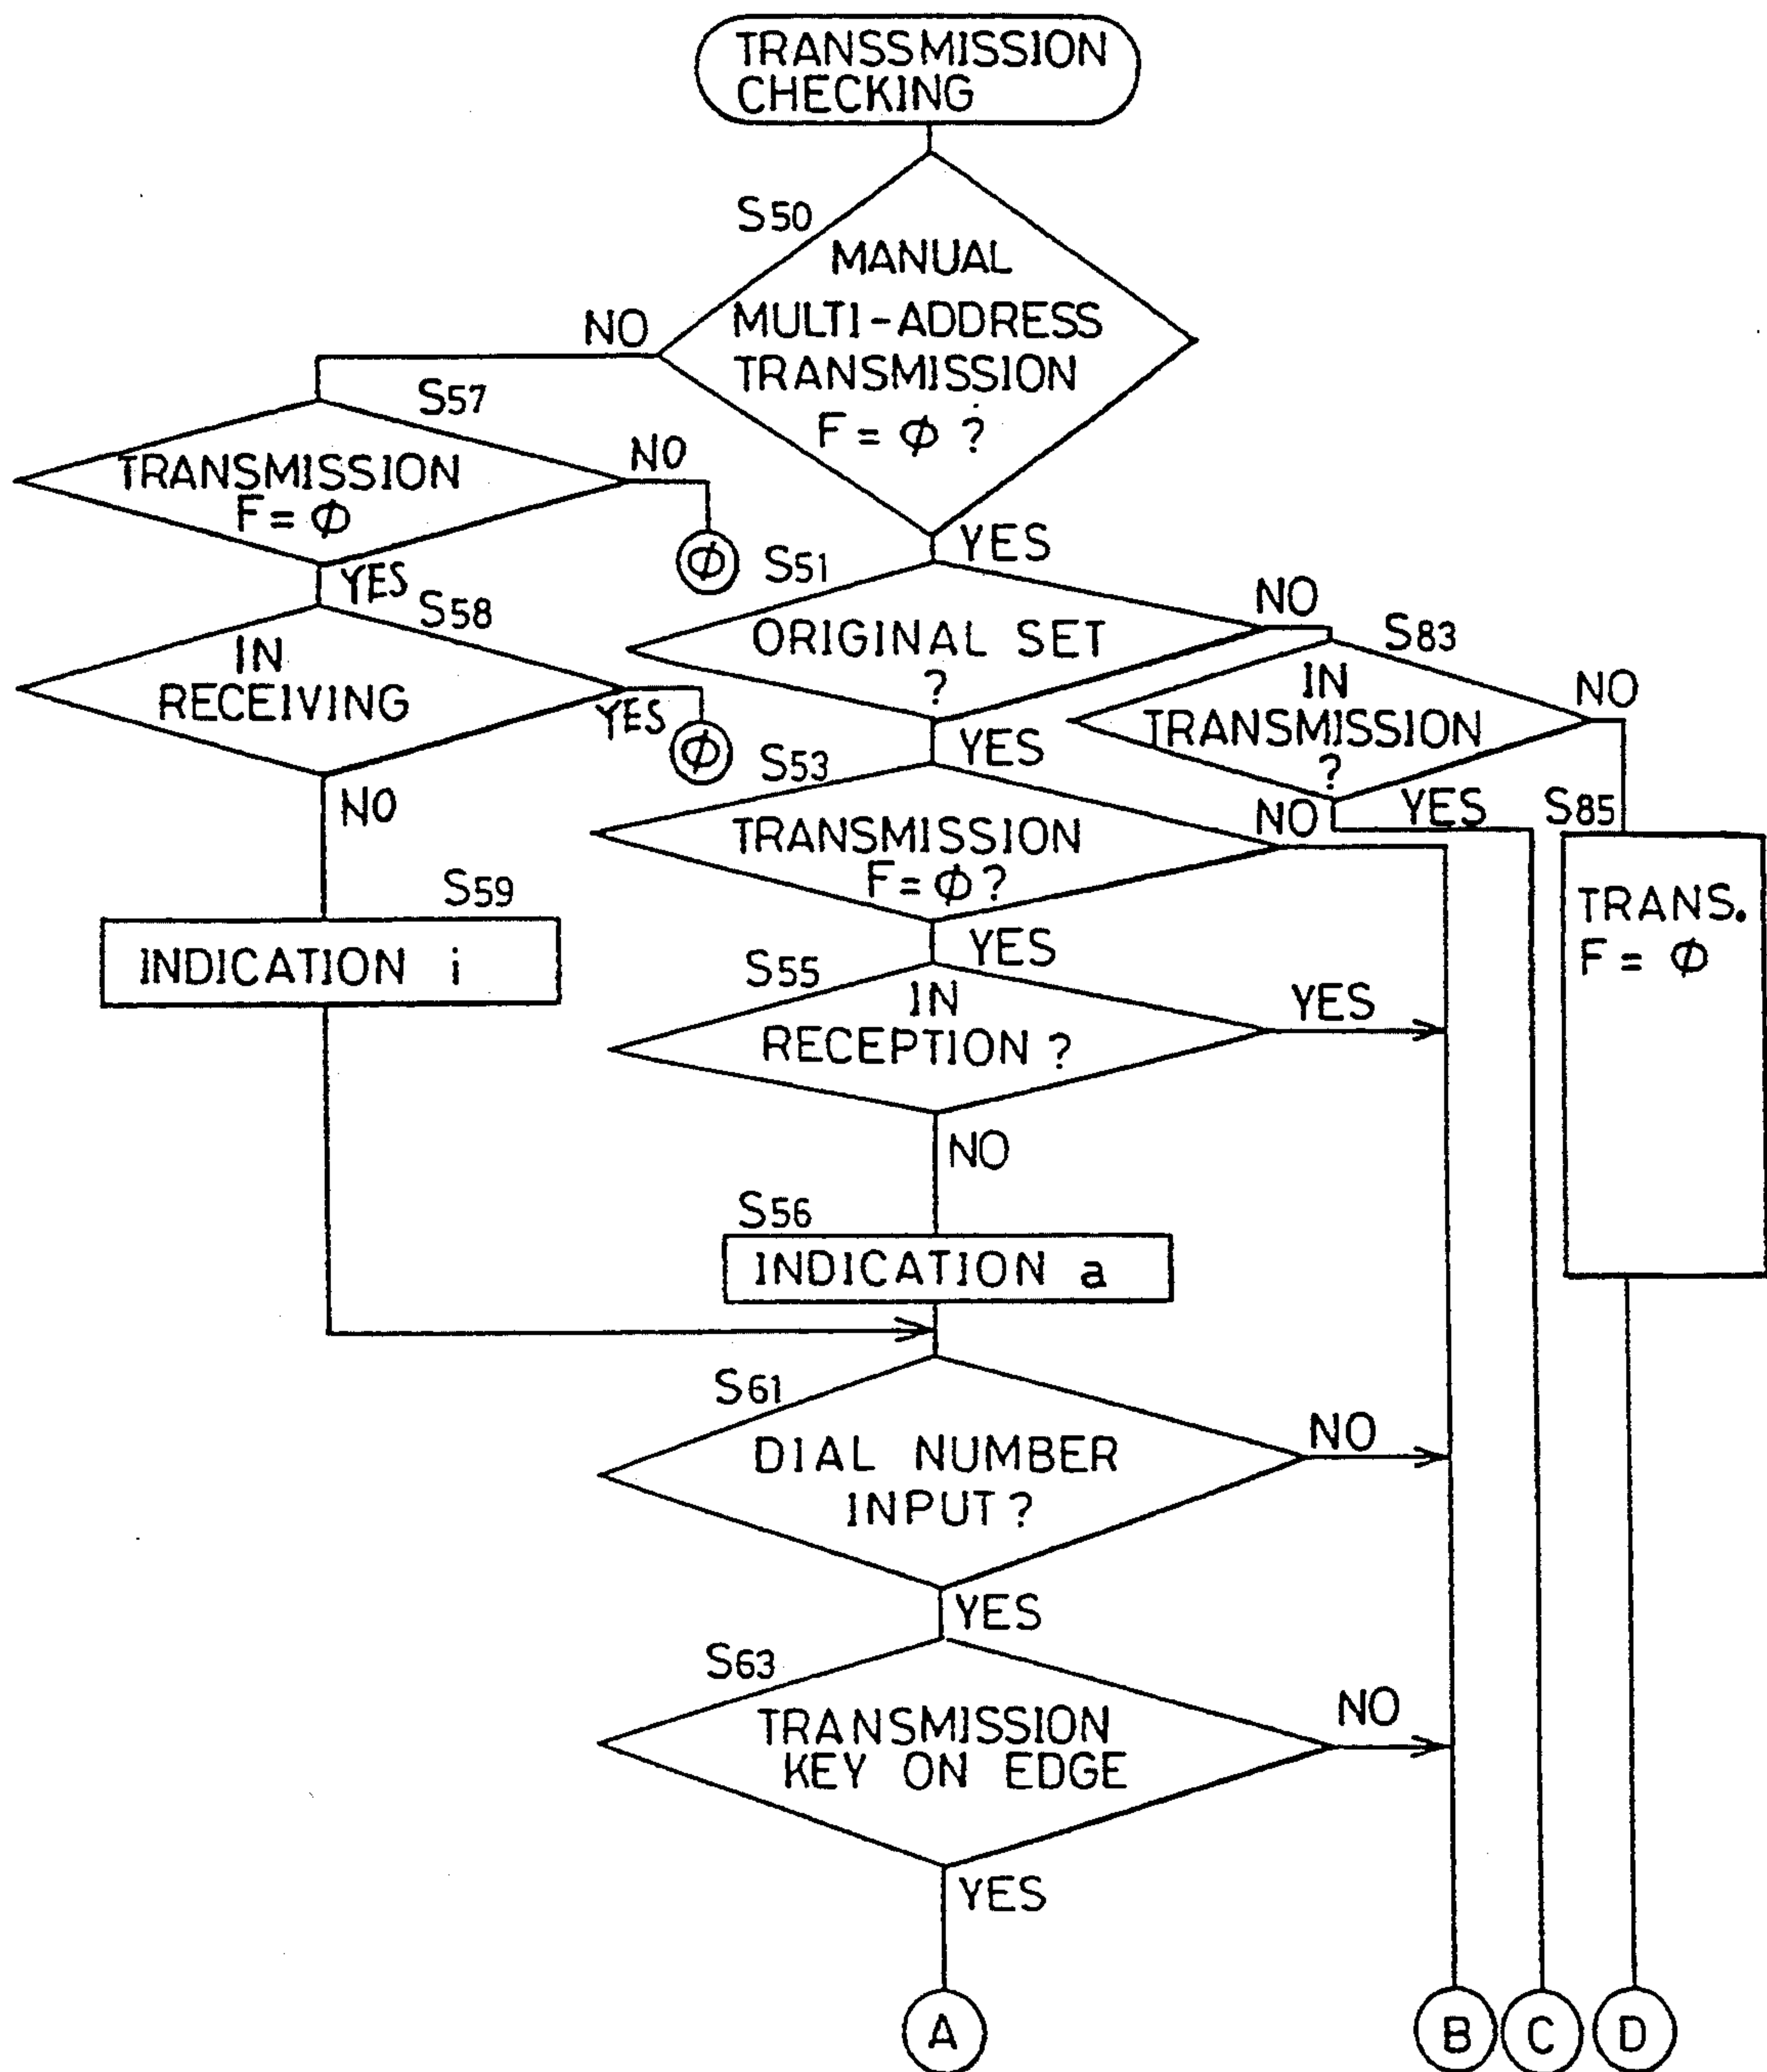 TRANSSMISSION
CHECKING
S50
MANUAL
MULTI-ADDRESS
TRANSMISSION
F = φ ?
NO
YES
S57
TRANSMISSION
F = φ
NO
φ
YES
S58
IN
RECEIVING
YES
φ
NO
S59
INDICATION i
S51
ORIGINAL SET
?
NO
YES
S83
IN
TRANSMISSION
?
NO
YES
S85
TRANS.
F = φ
S53
TRANSMISSION
F = φ ?
NO
YES
S55
IN
RECEPTION ?
YES
NO
S56
INDICATION a
S61
DIAL NUMBER
INPUT ?
NO
YES
S63
TRANSMISSION
KEY ON EDGE
NO
YES
A
B
C
D